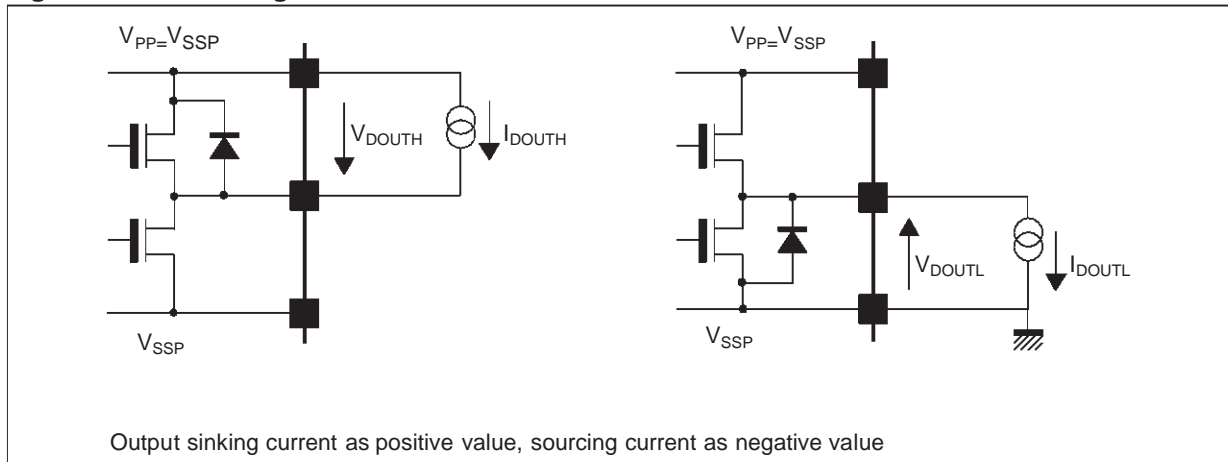 VPP=VSSP
VDOUTH
IDOUTH
VSSP
VPP=VSSP
VDOUTL
IDOUTL
VSSP
Output sinking current as positive value, sourcing current as negative value